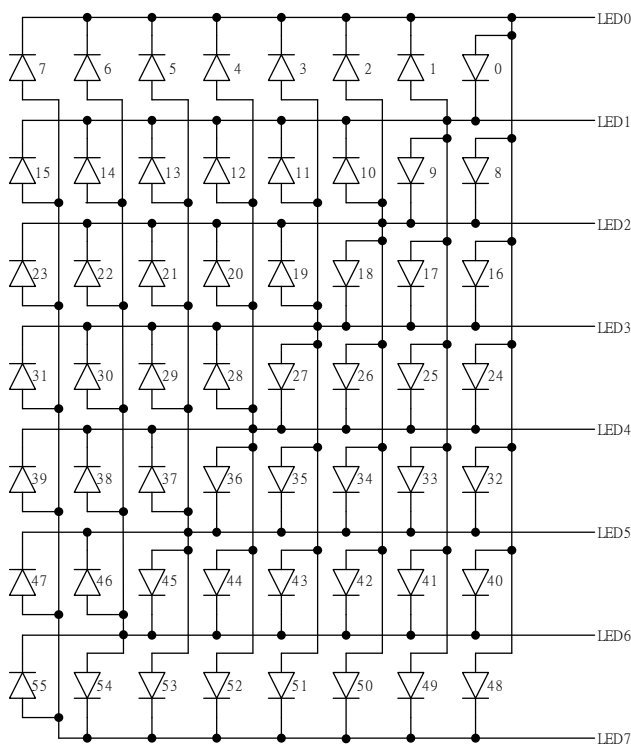 LED0
7 6 5 4 3 2 1 0
LED1
15 14 13 12 11 10 9 8
LED2
23 22 21 20 19 18 17 16
LED3
31 30 29 28 27 26 25 24
LED4
39 38 37 36 35 34 33 32
LED5
47 46 45 44 43 42 41 40
LED6
55 54 53 52 51 50 49 48
LED7